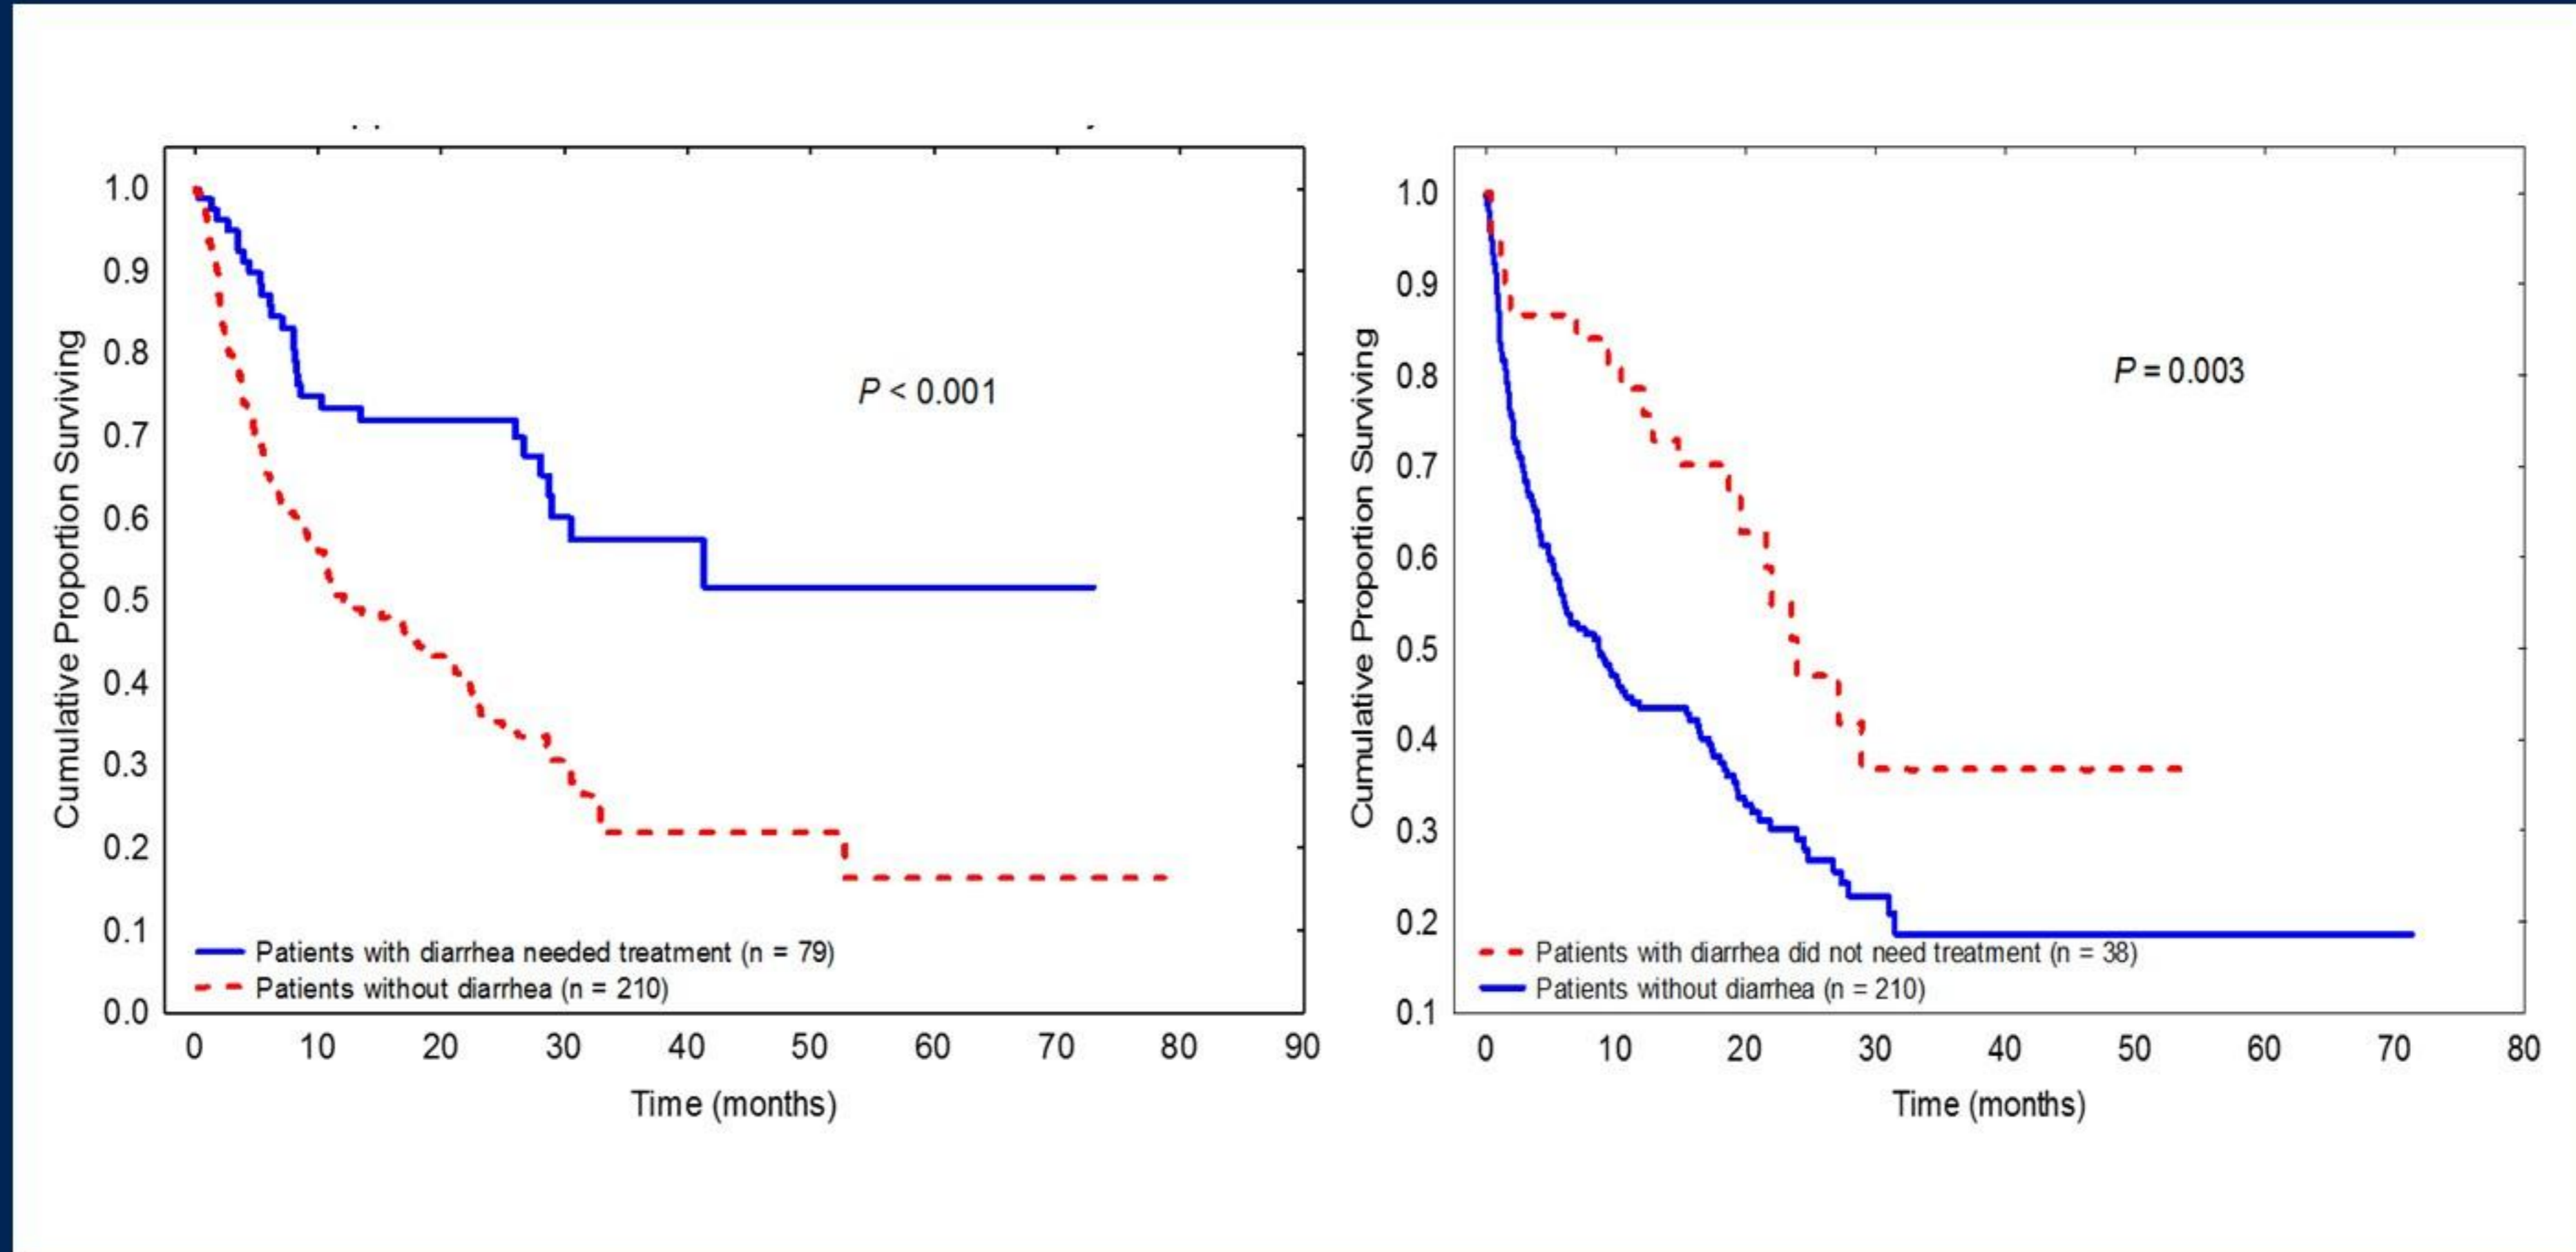 Cumulative Proportion Surviving
1.0
0.9
0.8
0.7
0.6
0.5
0.4
0.3
0.2
0.1
0.0
P < 0.001
Patients with diarrhea needed treatment (n = 79)
Patients without diarrhea (n = 210)
0 10 20 30 40 50 60 70 80 90
Time (months)
Cumulative Proportion Surviving
1.0
0.9
0.8
0.7
0.6
0.5
0.4
0.3
0.2
0.1
P = 0.003
Patients with diarrhea did not need treatment (n = 38)
Patients without diarrhea (n = 210)
0 10 20 30 40 50 60 70 80
Time (months)